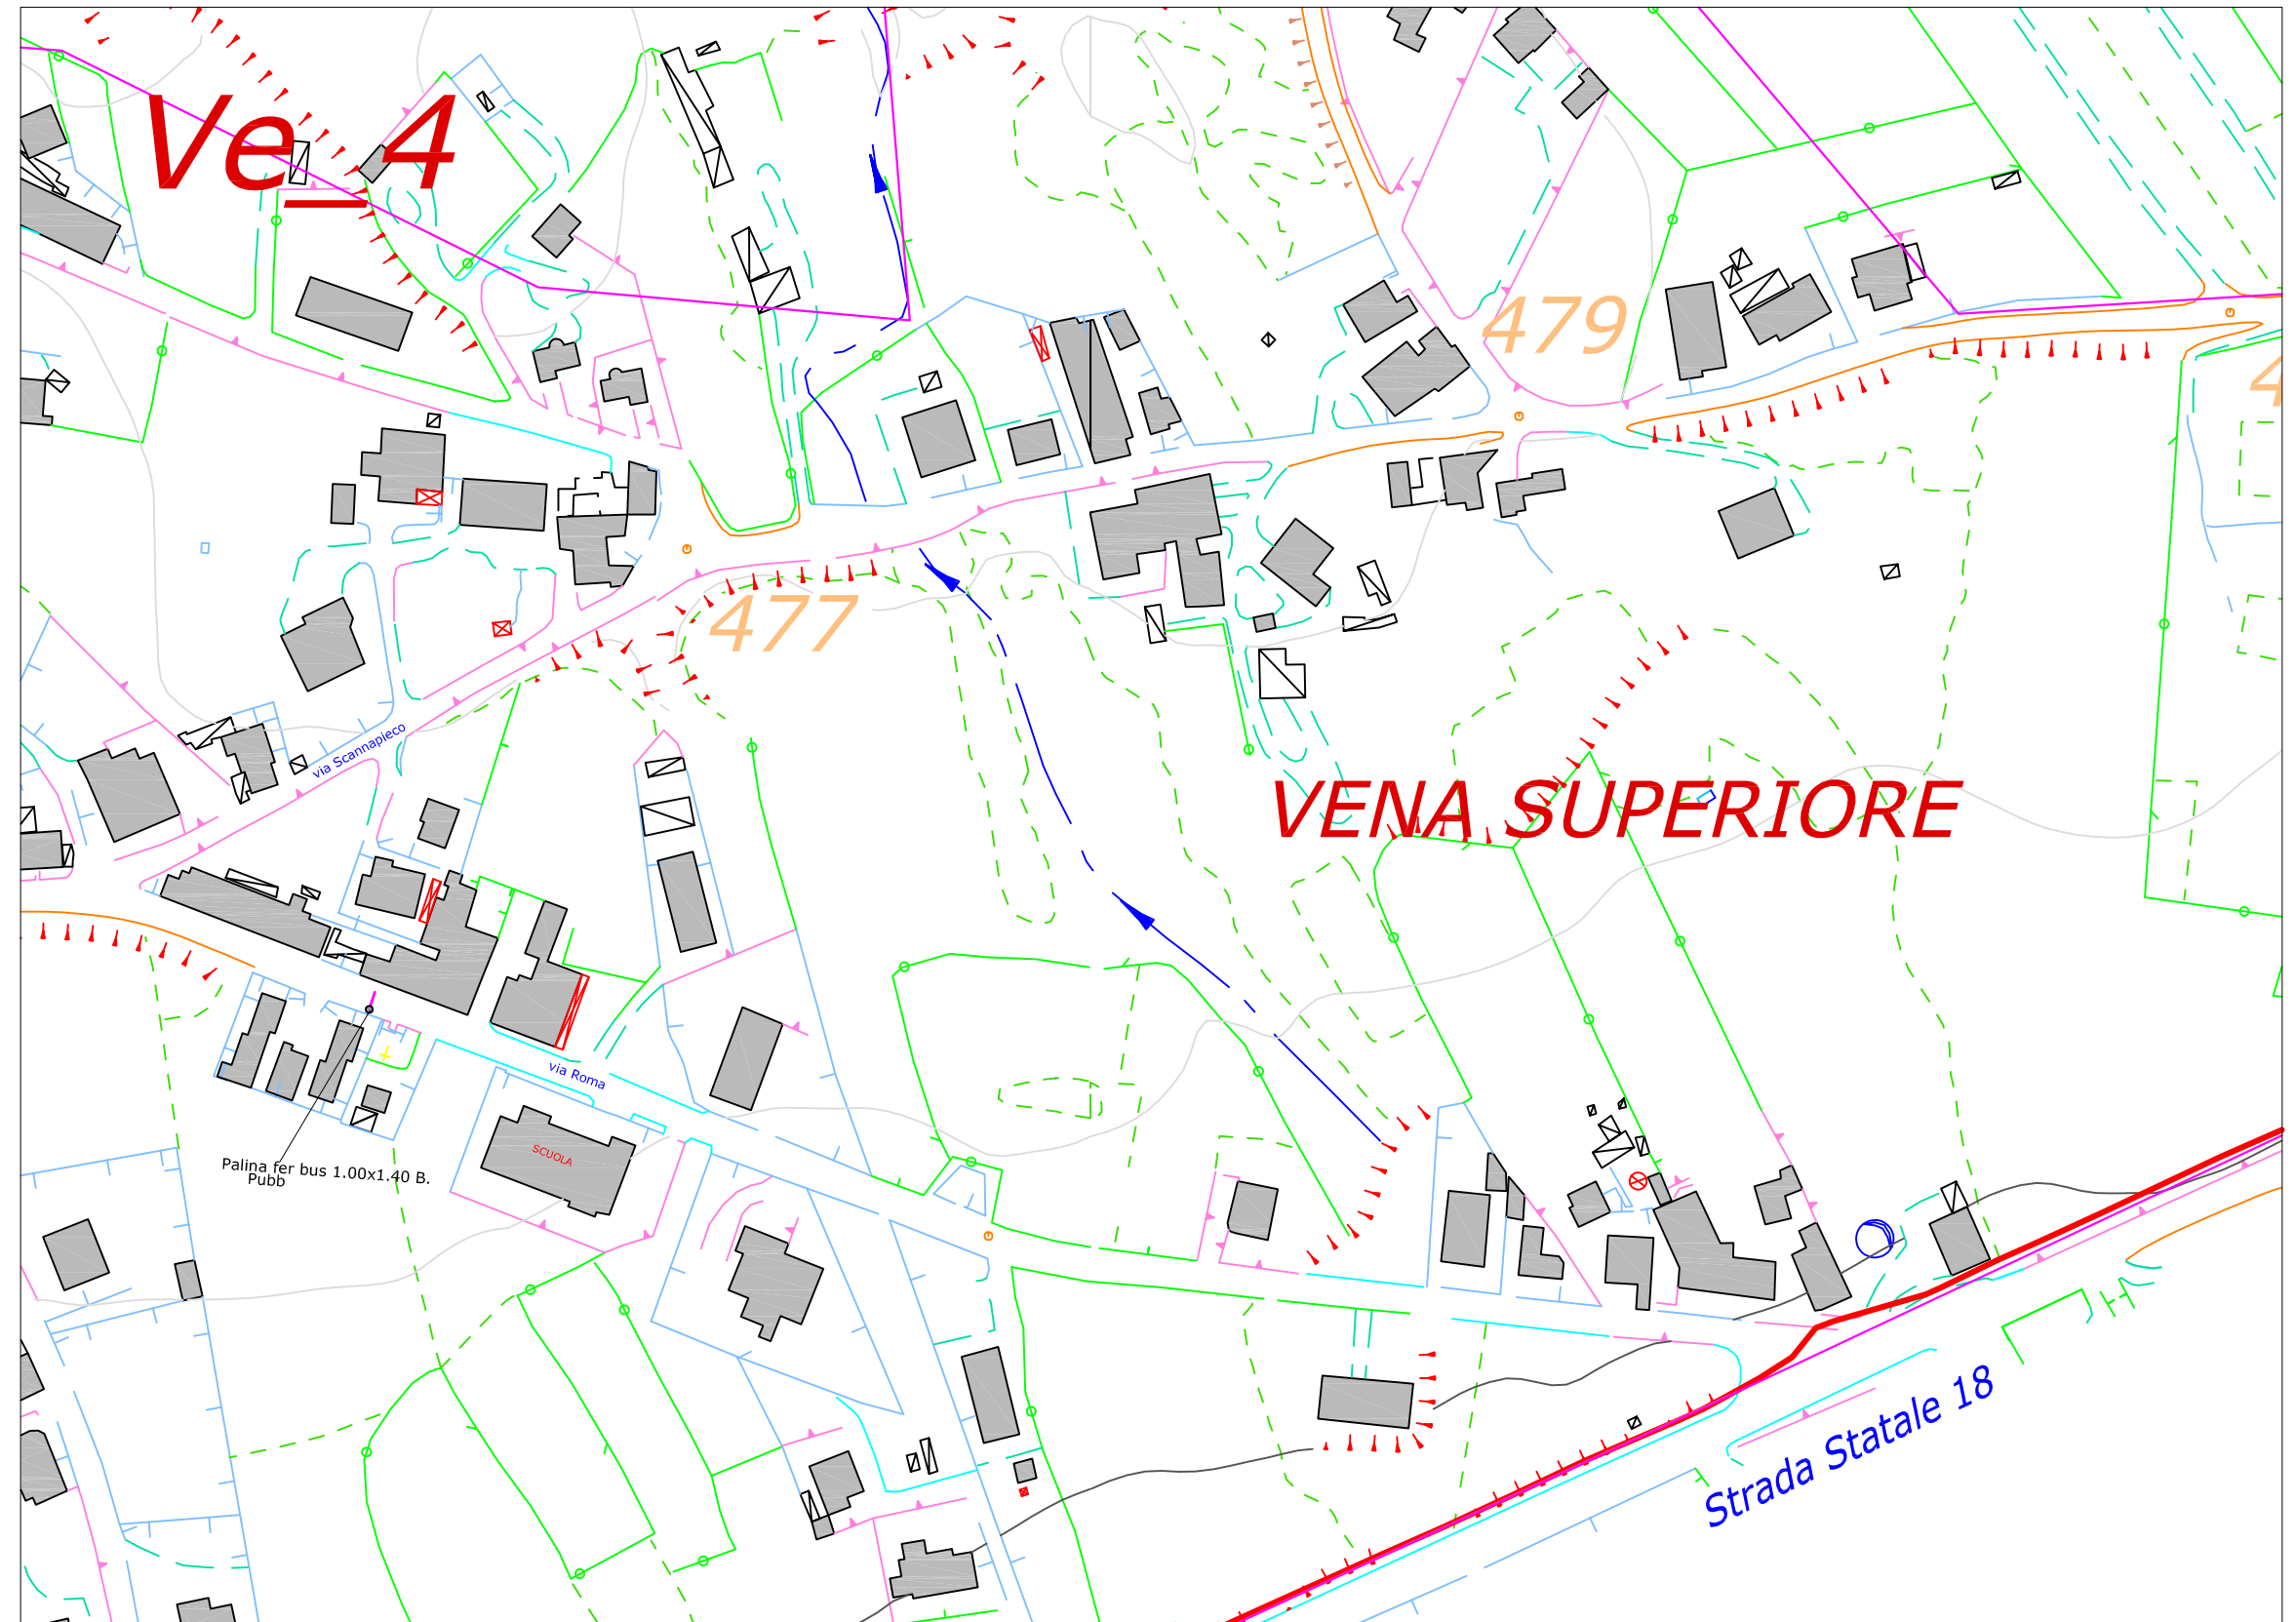 Ve_4
479
4
477
via Scannapieco
VENA SUPERIORE
via Roma
SCUOLA
Palina fer bus 1.00x1.40 B.
Pubb
Strada Statale 18